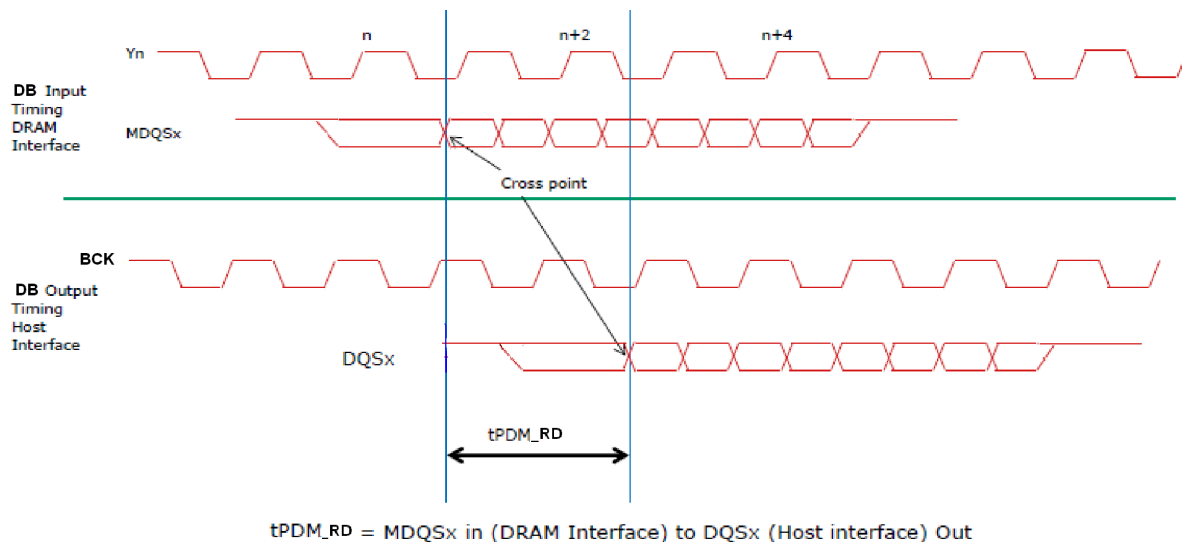 n n+2 n+4
Yn
DB Input
Timing
DRAM
Interface
MDQSx
Cross point
BCK
DB Output
Timing
Host
Interface
DQSx
tPDM_RD
tPDM_RD = MDQSx in (DRAM Interface) to DQSx (Host interface) Out